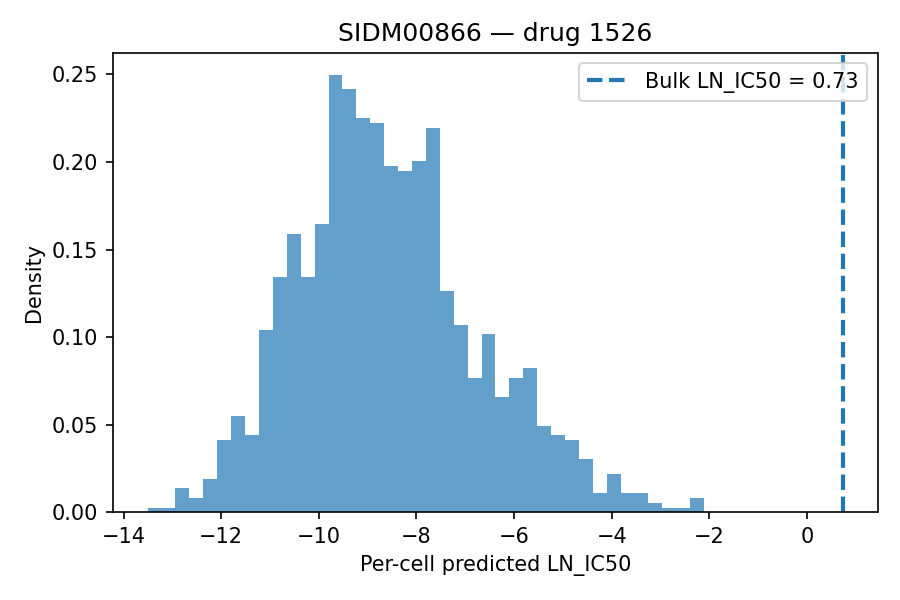 SIDM00866 — drug 1526
Bulk LN_IC50 = 0.73
Density
0.25
0.20
0.15
0.10
0.05
0.00
−14 −12 −10 −8 −6 −4 −2 0
Per-cell predicted LN_IC50